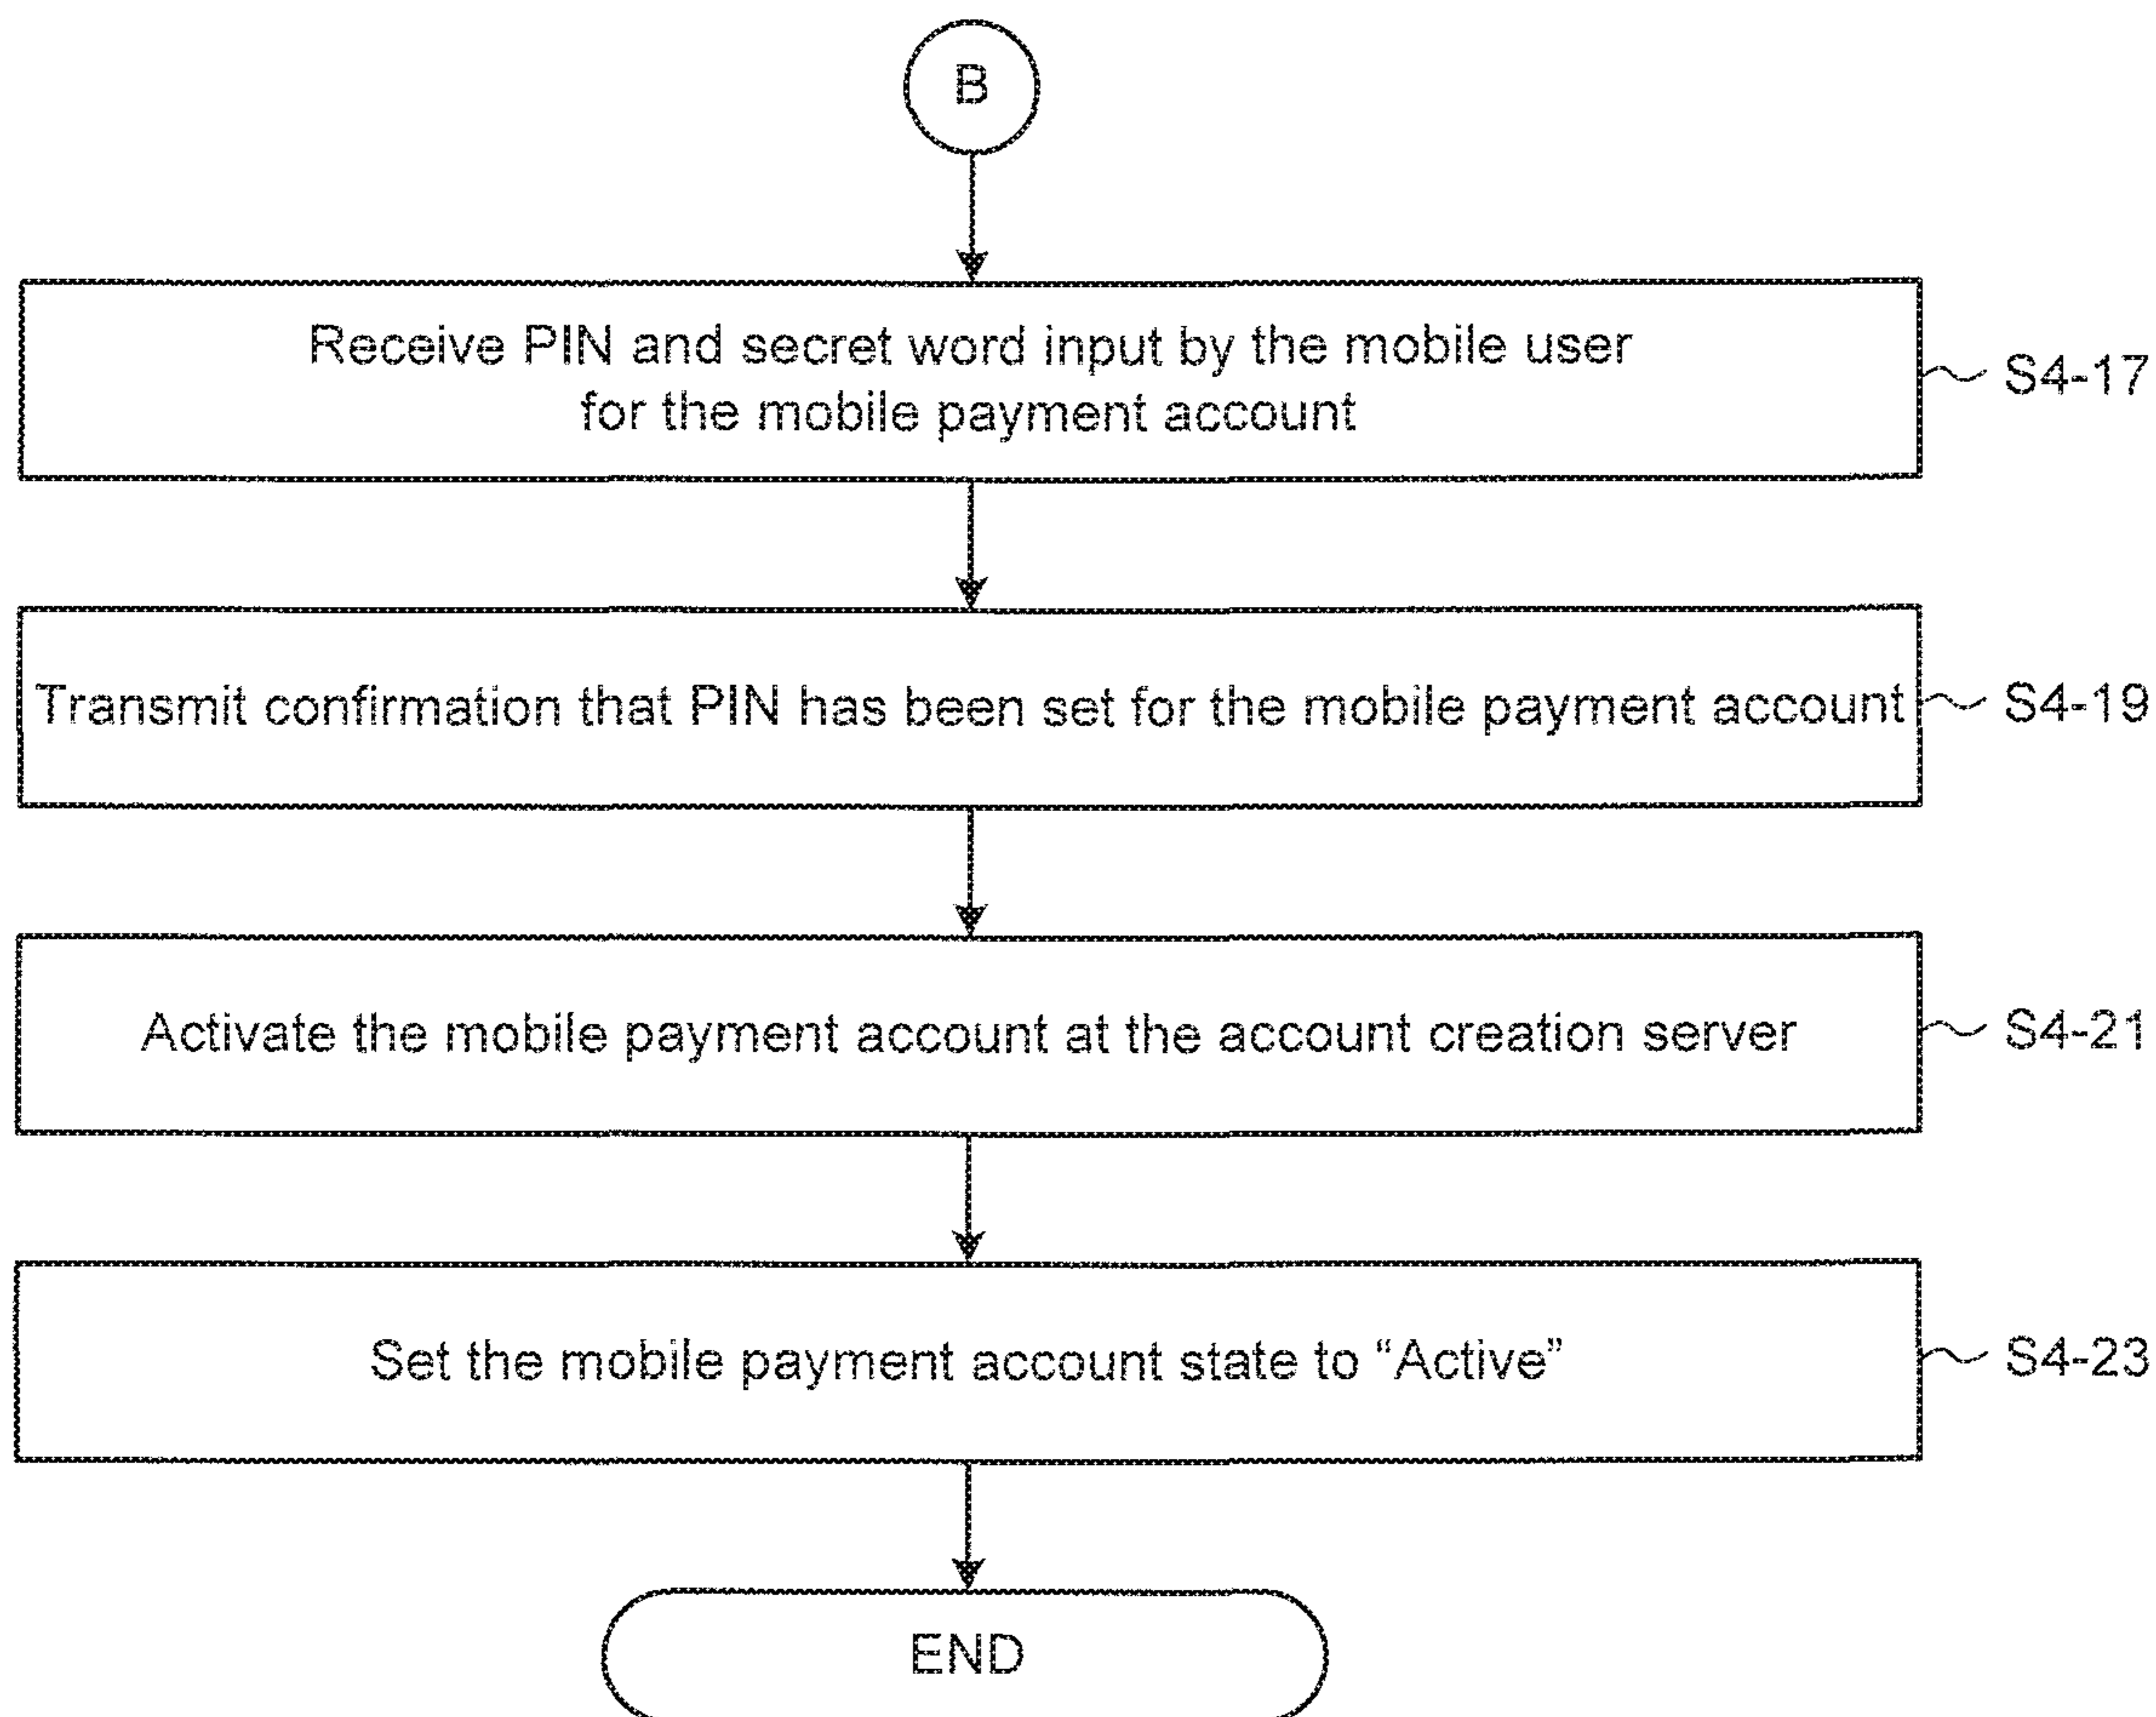 B
Receive PIN and secret word input by the mobile user
for the mobile payment account
S4-17
Transmit confirmation that PIN has been set for the mobile payment account
S4-19
Activate the mobile payment account at the account creation server
S4-21
Set the mobile payment account state to “Active”
S4-23
END